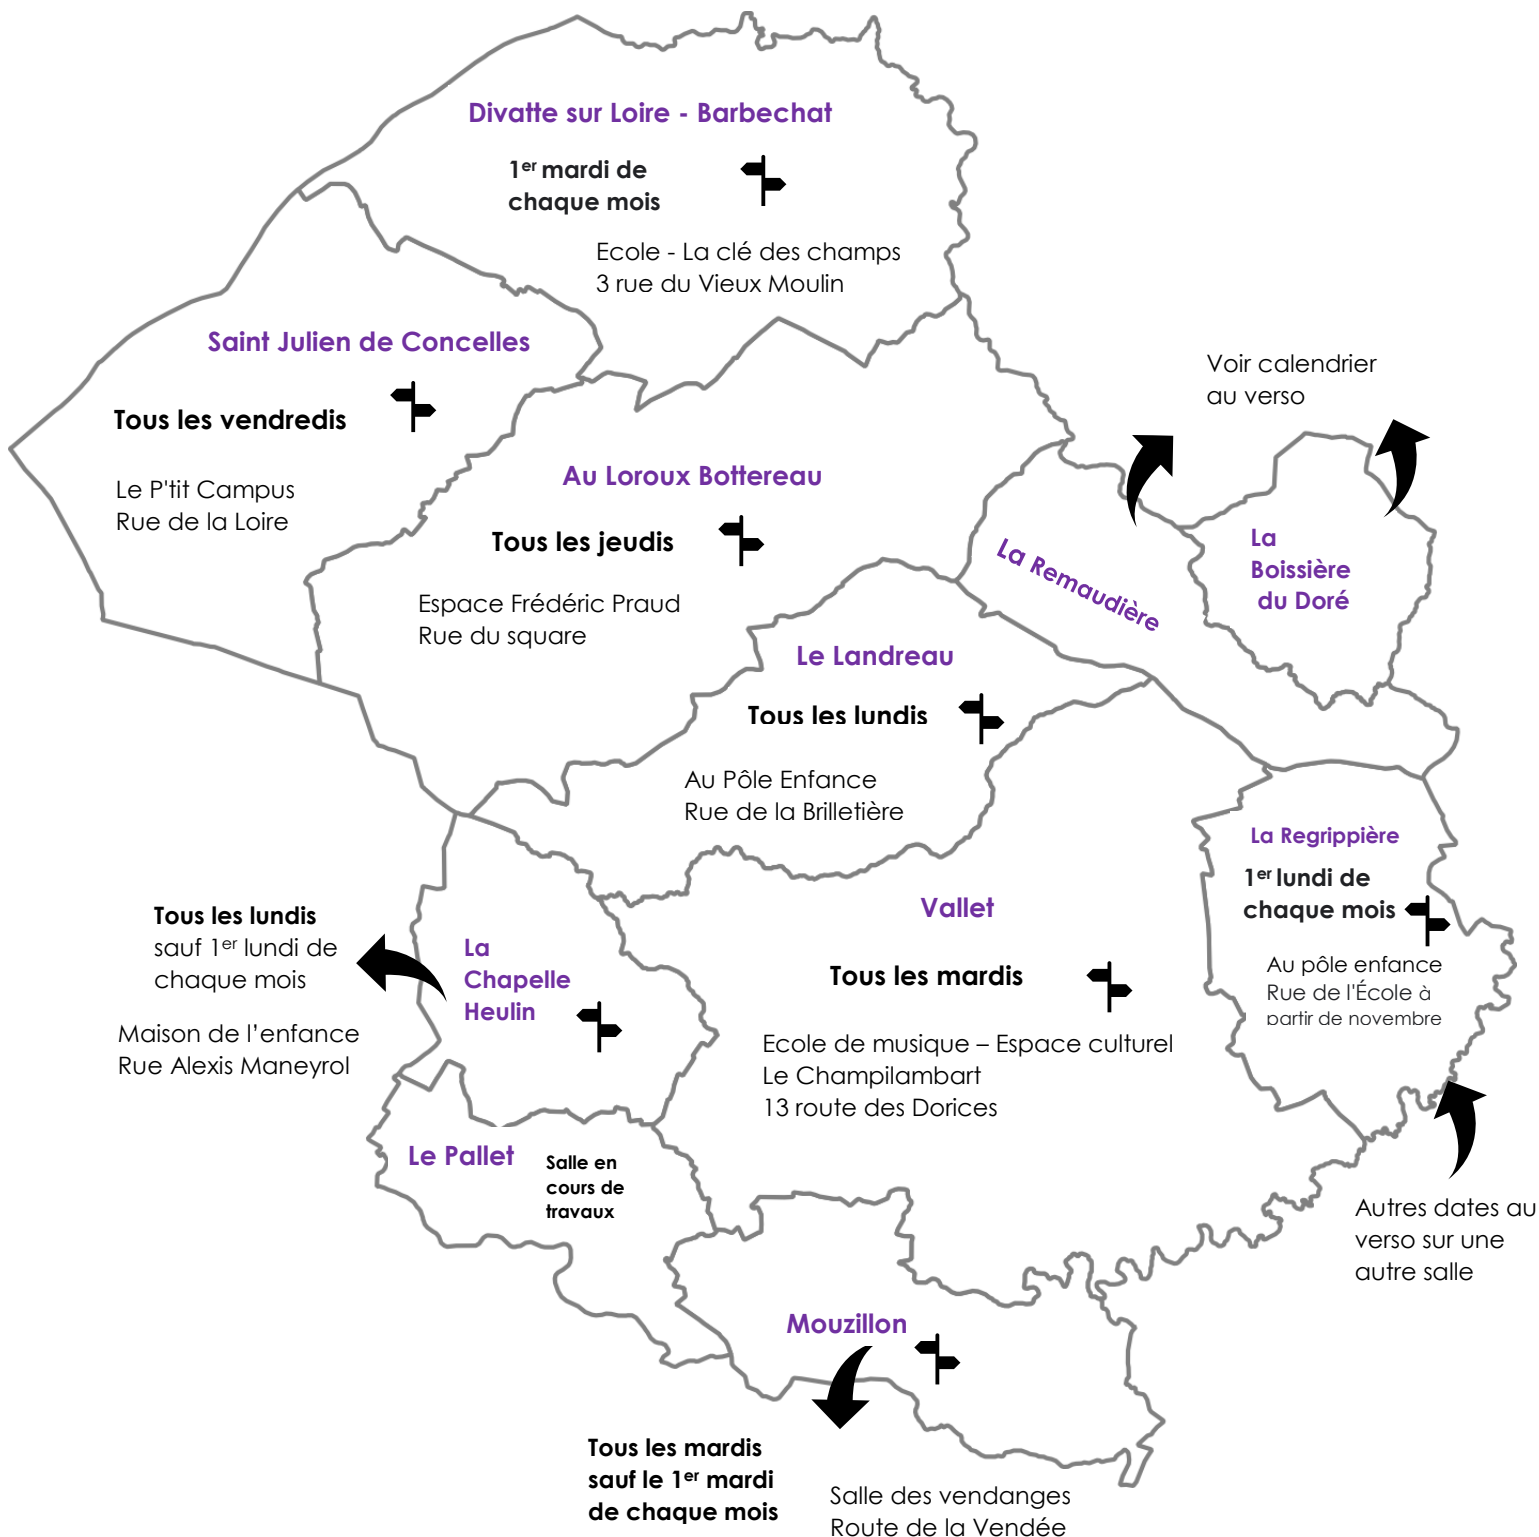 Divatte sur Loire - Barbechat
1er mardi de
chaque mois
Ecole - La clé des champs
3 rue du Vieux Moulin
Saint Julien de Concelles
Tous les vendredis
Le P'tit Campus
Rue de la Loire
Voir calendrier
au verso
Au Loroux Bottereau
Tous les jeudis
Espace Frédéric Praud
Rue du square
La Remaudière
La
Boissière
du Doré
Le Landreau
Tous les lundis
Au Pôle Enfance
Rue de la Brilletière
La Regrippière
1er lundi de
chaque mois
Au pôle enfance
Rue de l'École à
partir de novembre
Vallet
Tous les mardis
Ecole de musique – Espace culturel
Le Champilambart
13 route des Dorices
Tous les lundis
sauf 1er lundi de
chaque mois
Maison de l’enfance
Rue Alexis Maneyrol
La
Chapelle
Heulin
Le Pallet
Salle en
cours de
travaux
Autres dates au
verso sur une
autre salle
Mouzillon
Tous les mardis
sauf le 1er mardi
de chaque mois
Salle des vendanges
Route de la Vendée